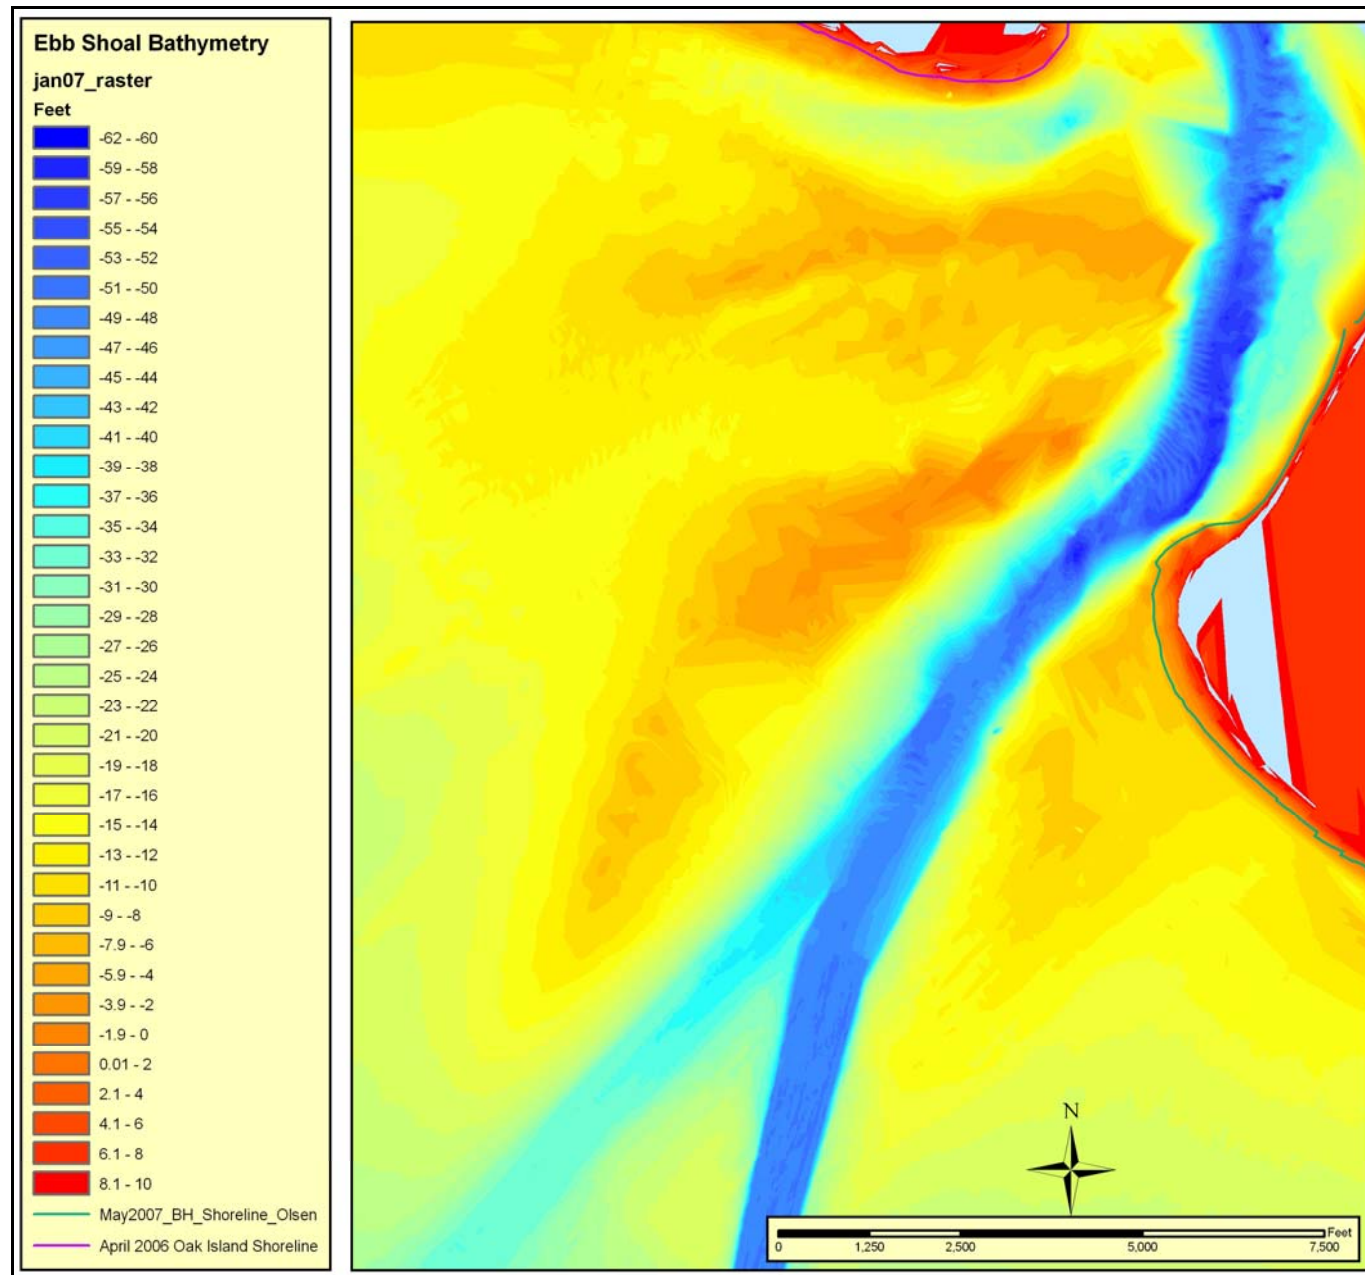 Ebb Shoal Bathymetry
jan07_raster
Feet
-62 - -60
-59 - -58
-57 - -56
-55 - -54
-53 - -52
-51 - -50
-49 - -48
-47 - -46
-45 - -44
-43 - -42
-41 - -40
-39 - -38
-37 - -36
-35 - -34
-33 - -32
-31 - -30
-29 - -28
-27 - -26
-25 - -24
-23 - -22
-21 - -20
-19 - -18
-17 - -16
-15 - -14
-13 - -12
-11 - -10
-9 - -8
-7.9 - -6
-5.9 - -4
-3.9 - -2
-1.9 - 0
0.01 - 2
2.1 - 4
4.1 - 6
6.1 - 8
8.1 - 10
May2007_BH_Shoreline_Olsen
April 2006 Oak Island Shoreline
N
Feet
0 1,250 2,500 5,000 7,500